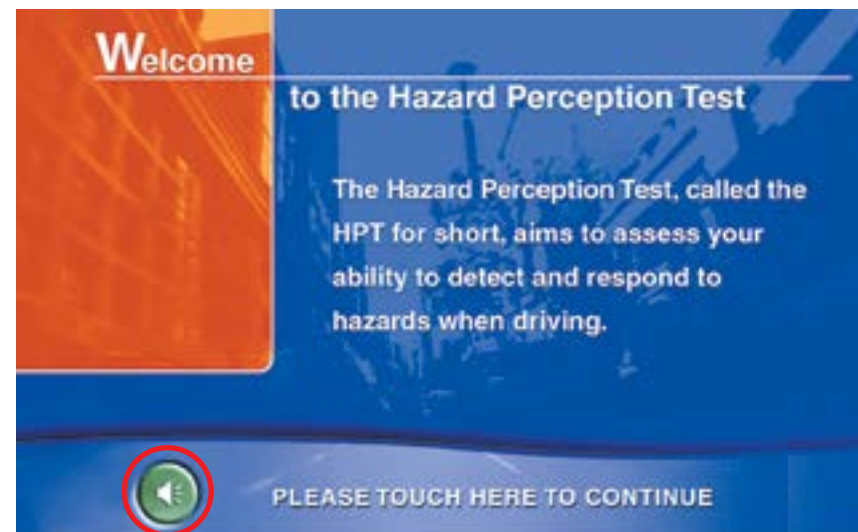 Welcome
to the Hazard Perception Test
The Hazard Perception Test, called the
HPT for short, aims to assess your
ability to detect and respond to
hazards when driving.
PLEASE TOUCH HERE TO CONTINUE